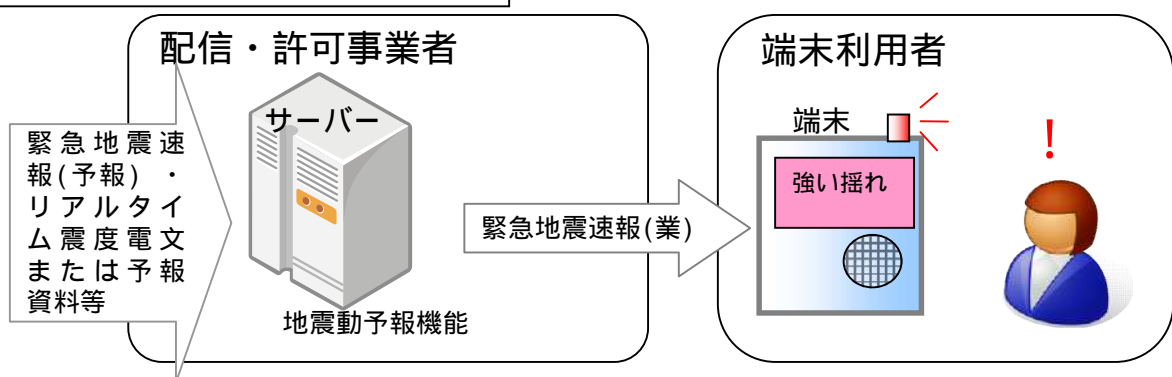 配信・許可事業者
サーバー
緊急地震速
報(予報)・
リアルタイ
ム震度電文
または予報
資料等
地震動予報機能
緊急地震速報(業)
端末利用者
端末
強い揺れ
!